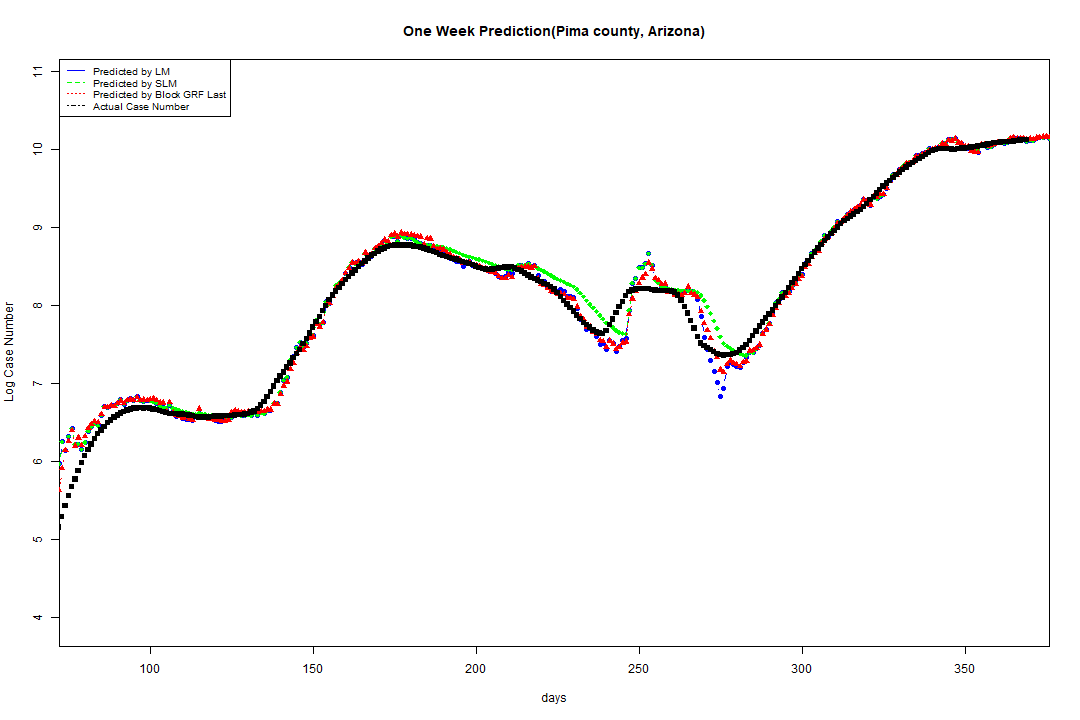 One Week Prediction(Pima county, Arizona)
Predicted by LM
Predicted by SLM
Predicted by Block GRF Last
Actual Case Number
11
10
9
8
7
6
5
4
Log Case Number
100 150 200 250 300 350
days